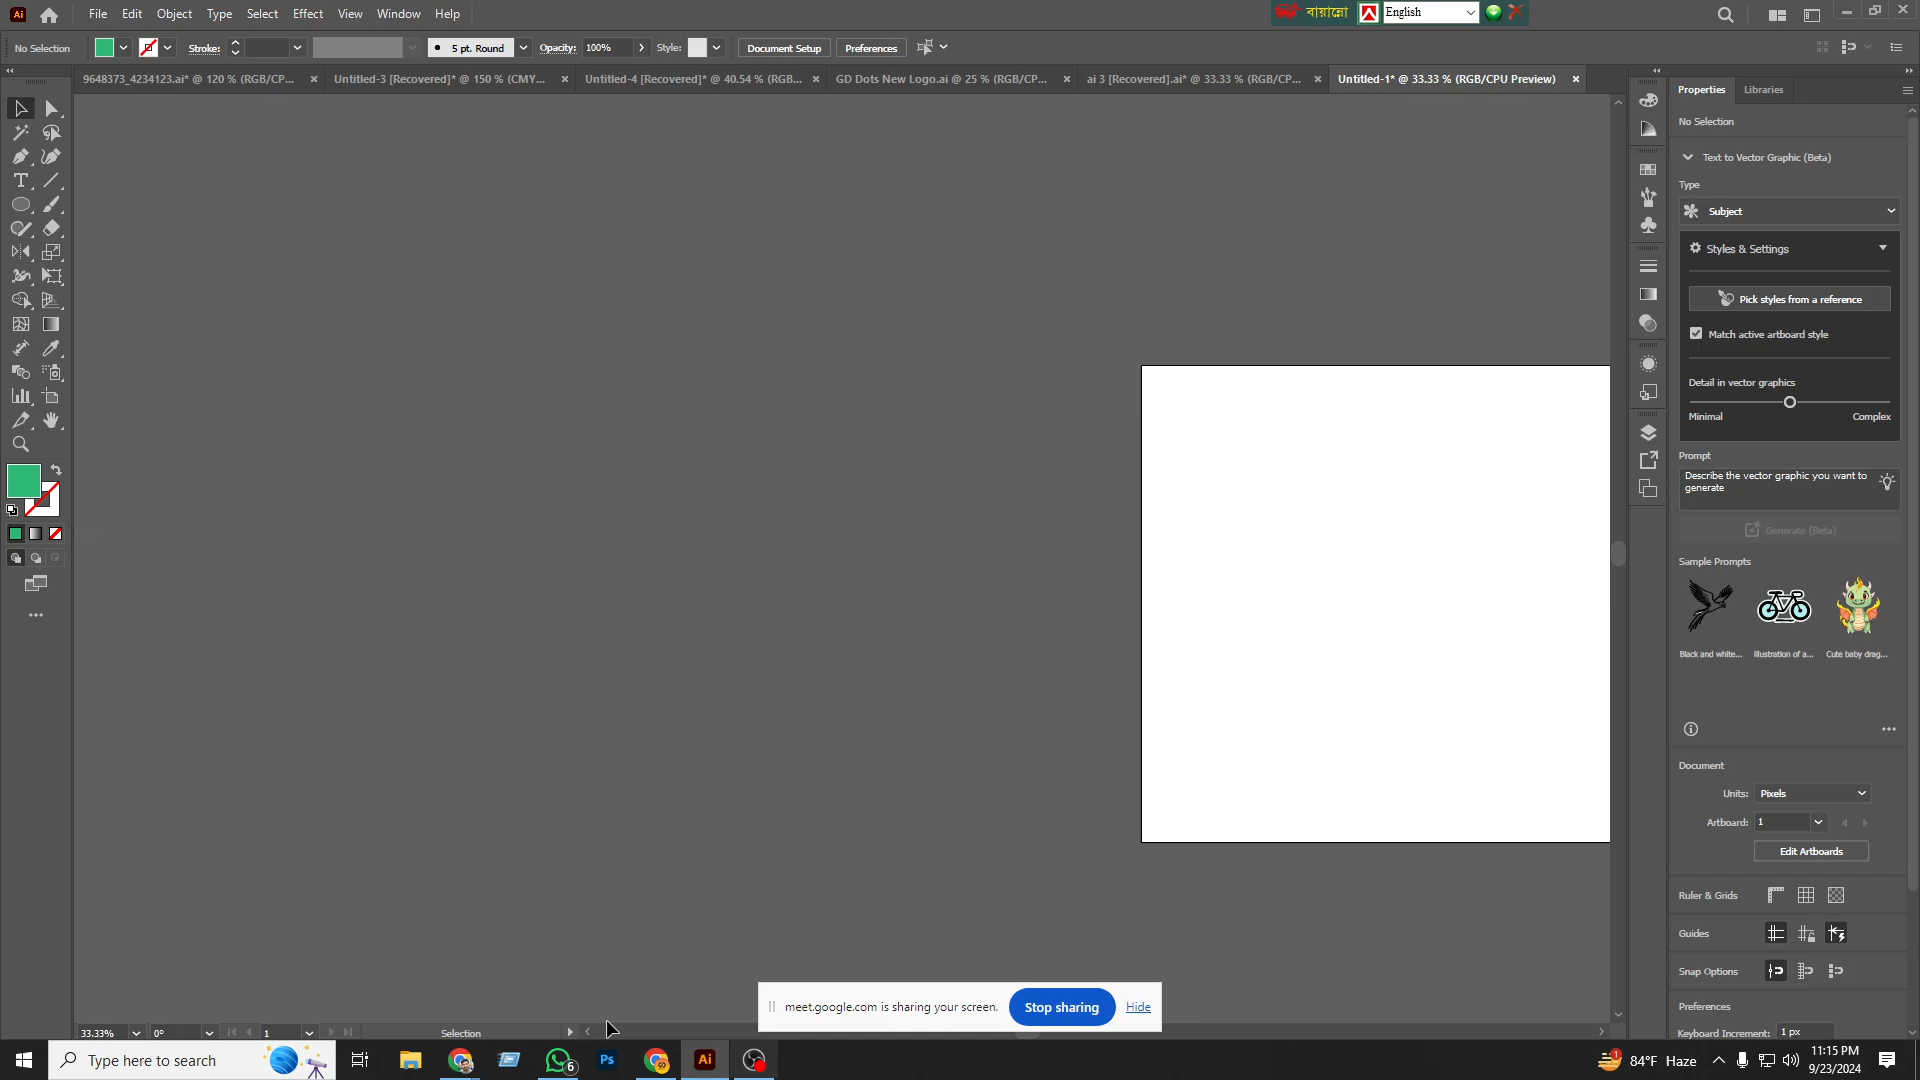 Ai File Edit Object Type Select Effect View Window Help
বায়ান্নো English
No Selection Stroke: 5 pt. Round Opacity: 100% Style: Document Setup Preferences
9648373_4234123.ai* @ 120 % (RGB/CP... Untitled-3 [Recovered]* @ 150 % (CMY... Untitled-4 [Recovered]* @ 40.54 % (RGB... GD Dots New Logo.ai @ 25 % (RGB/CP... ai 3 [Recovered].ai* @ 33.33 % (RGB/CP... Untitled-1* @ 33.33 % (RGB/CPU Preview)
Properties Libraries
No Selection
Text to Vector Graphic (Beta)
Type
Subject
Styles & Settings
Pick styles from a reference
Match active artboard style
Detail in vector graphics
Minimal Complex
Prompt
Describe the vector graphic you want to
generate
Generate (Beta)
Sample Prompts
Black and white... Illustration of a... Cute baby drag...
Document
Units: Pixels
Artboard: 1
Edit Artboards
Ruler & Grids
Guides
Snap Options
Preferences
Keyboard Increment: 1 px
meet.google.com is sharing your screen. Stop sharing Hide
33.33% 0° 1 Selection
Type here to search 6 Ps Ai 1 84°F Haze 11:15 PM
9/23/2024